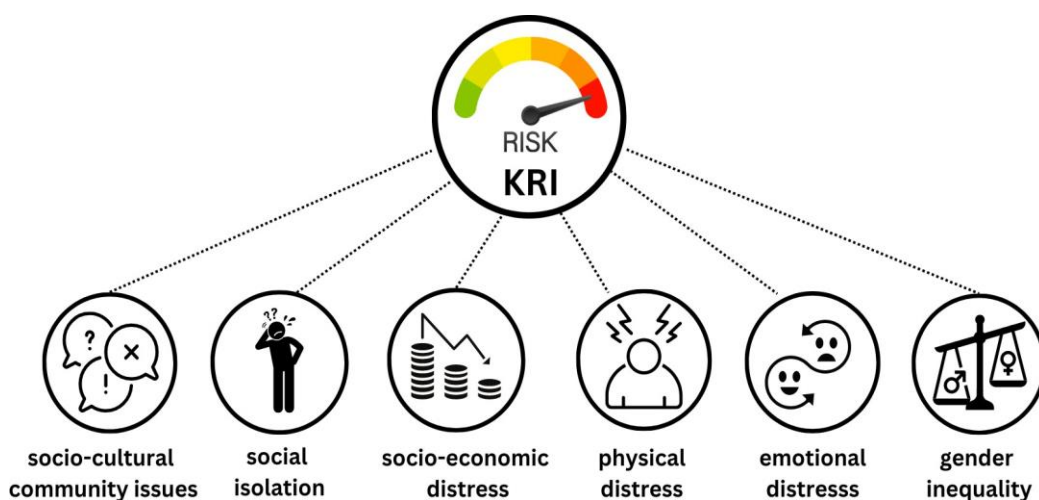 RISK
KRI
socio-cultural
community issues
social
isolation
socio-economic
distress
physical
distress
emotional
distresss
gender
inequality
??
?
!